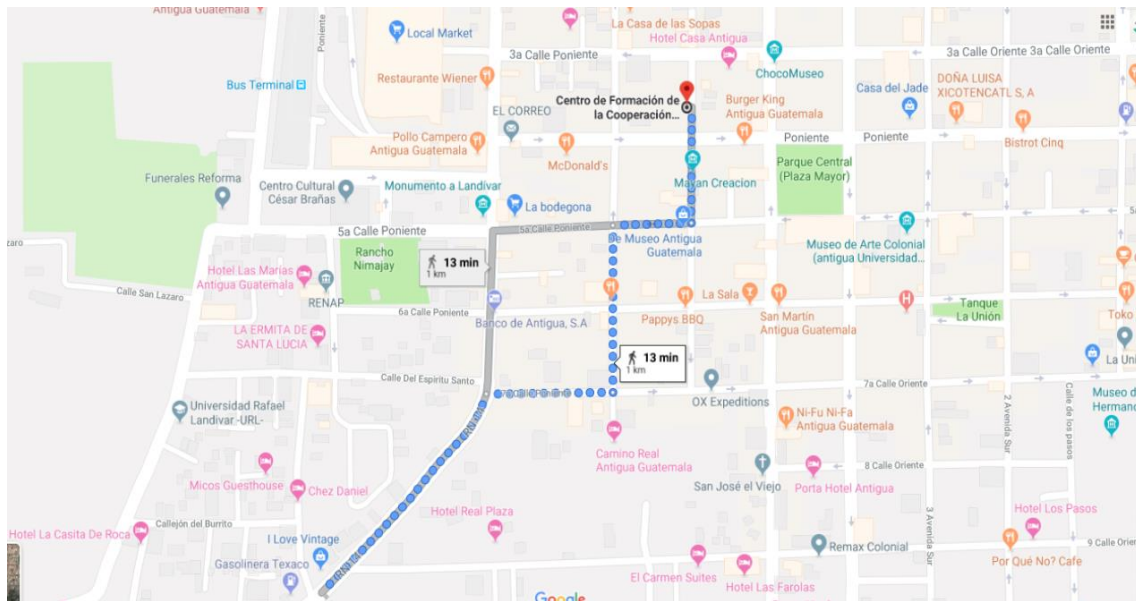 Antigua Guatemala
La Casa de las Sopas
Local Market
Hotel Casa Antigua
3a Calle Poniente
3a Calle Oriente 3a Calle Oriente
Poniente
ChocoMuseo
Restaurante Wiener
Bus Terminal
Casa del Jade
DOÑA LUISA
XICOTENCATL S, A
Centro de Formación de
la Cooperación...
Burger King
Antigua Guatemala
EL CORREO
Pollo Campero
Antigua Guatemala
McDonald's
Poniente
Poniente
Bistrot Cinq
Parque Central
(Plaza Mayor)
Funerales Reforma
Centro Cultural
César Brañas
Monumento a Landívar
Mayan Creacion
La bodegona
5a Calle Poniente
5a Calle Poniente
De Museo Antigua
Guatemala
Museo de Arte Colonial
(antigua Universidad...
13 min
1 km
Rancho
Nimajay
Hotel Las Marias
Antigua Guatemala
RENAP
Calle San Lazaro
6a Calle Poniente
Banco de Antigua, S.A
Pappys BBQ
La Sala
San Martín
Antigua Guatemala
Tanque
La Unión
Toko
LA ERMITA DE
SANTA LUCIA
13 min
1 km
La Uni
Calle Del Espíritu Santo
7a Calle Oriente
OX Expeditions
Museo de
Hermano
Universidad Rafael
Landivar -URL-
Ni-Fu Ni-Fa
Antigua Guatemala
2 Avenida Sur
Calle de los pasos
Camino Real
Antigua Guatemala
8 Calle Oriente
Micos Guesthouse
Chez Daniel
San José el Viejo
Porta Hotel Antigua
Hotel Real Plaza
Hotel La Casita De Roca
Callejón del Burrito
3 Avenida Sur
Hotel Los Pasos
I Love Vintage
Remax Colonial
9 Calle Orien
Gasolinera Texaco
El Carmen Suites
Hotel Las Farolas
Por Qué No? Cafe
Google